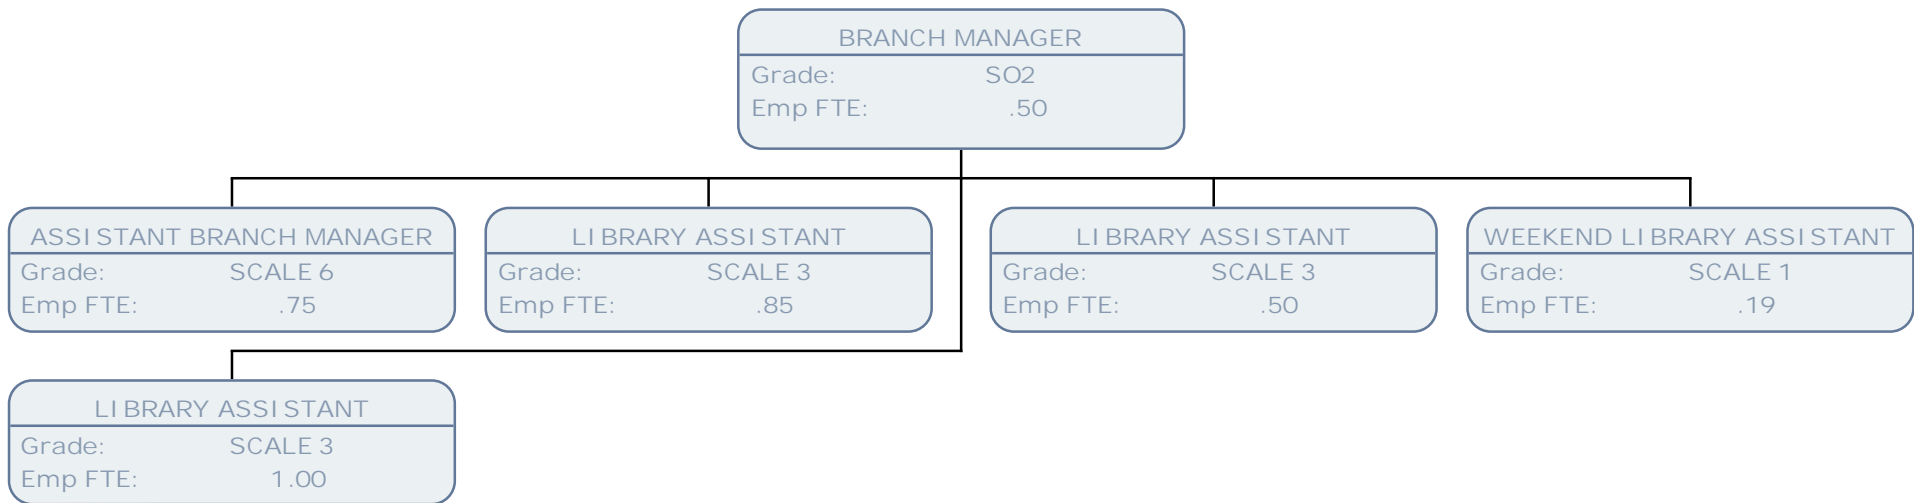 BRANCH MANAGER
Grade: SO2
Emp FTE: .50
ASSISTANT BRANCH MANAGER
Grade: SCALE 6
Emp FTE: .75
LIBRARY ASSISTANT
Grade: SCALE 3
Emp FTE: .85
LIBRARY ASSISTANT
Grade: SCALE 3
Emp FTE: .50
WEEKEND LIBRARY ASSISTANT
Grade: SCALE 1
Emp FTE: .19
LIBRARY ASSISTANT
Grade: SCALE 3
Emp FTE: 1.00